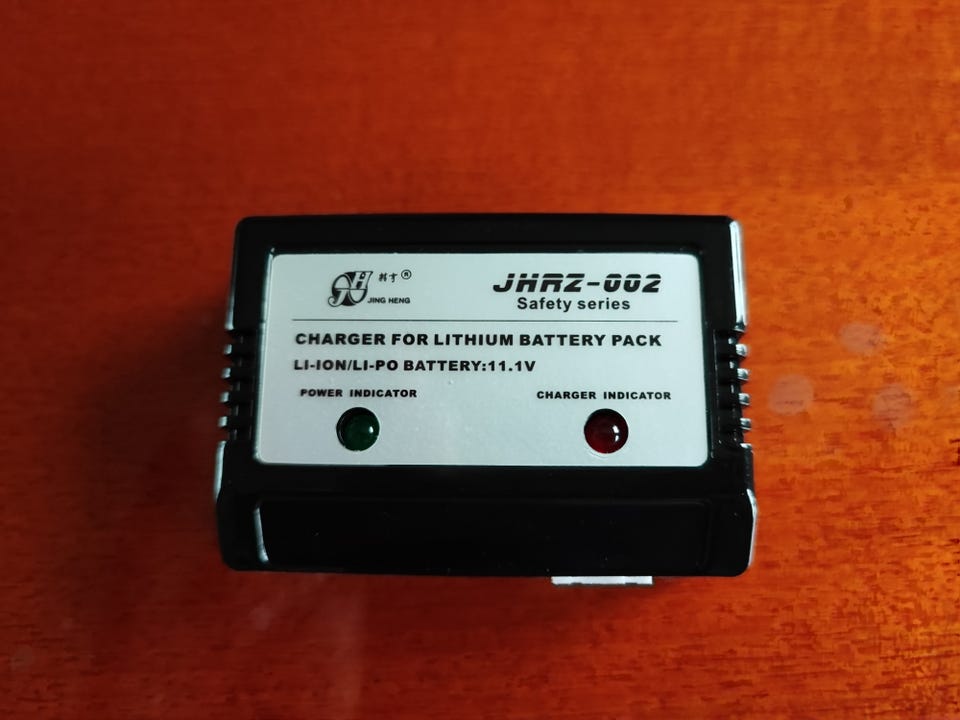 JING HENG ®
JHRZ-002
Safety series
CHARGER FOR LITHIUM BATTERY PACK
LI-ION/LI-PO BATTERY:11.1V
POWER INDICATOR
CHARGER INDICATOR